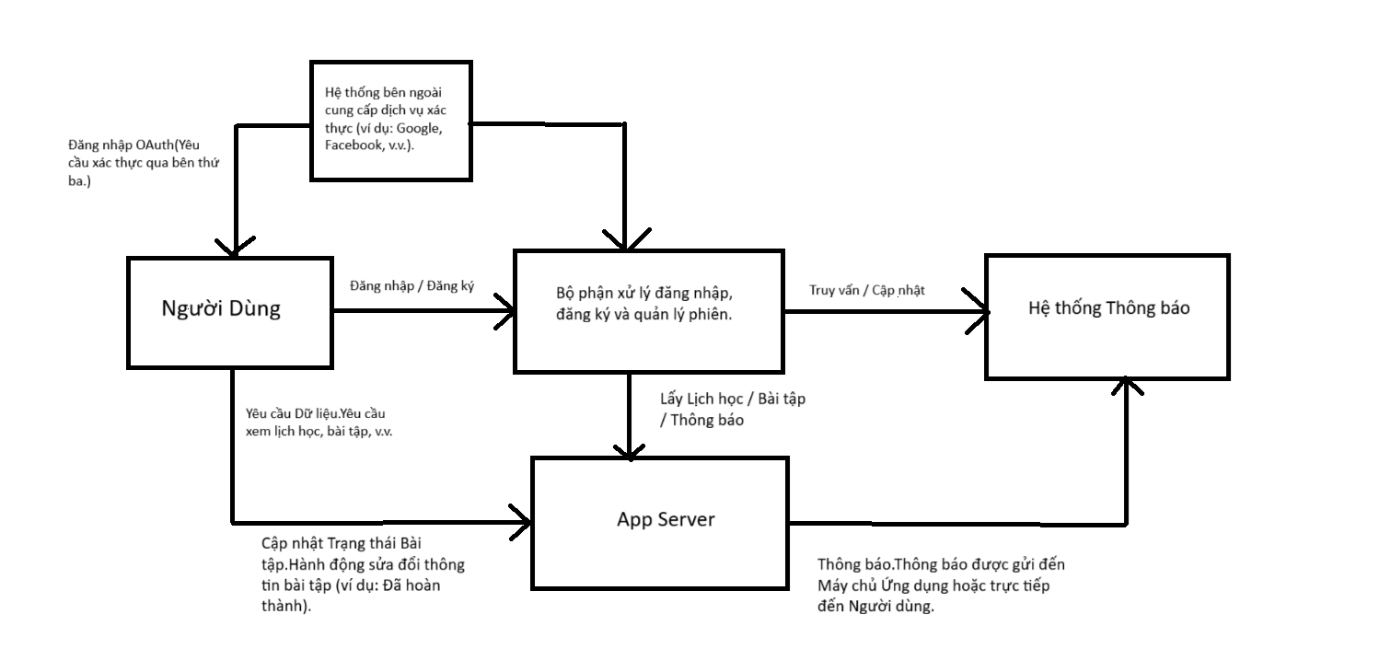 Hệ thống bên ngoài
cung cấp dịch vụ xác
thực (ví dụ: Google,
Facebook, v.v.).
Đăng nhập OAuth(Yêu
cầu xác thực qua bên thứ
ba.)
Người Dùng
Đăng nhập / Đăng ký
Bộ phận xử lý đăng nhập,
đăng ký và quản lý phiên.
Truy vấn / Cập nhật
Hệ thống Thông báo
Yêu cầu Dữ liệu.Yêu cầu
xem lịch học, bài tập, v.v.
Lấy Lịch học / Bài tập
/ Thông báo
App Server
Cập nhật Trạng thái Bài
tập.Hành động sửa đổi thông
tin bài tập (ví dụ: Đã hoàn
thành).
Thông báo.Thông báo được gửi đến
Máy chủ Ứng dụng hoặc trực tiếp
đến Người dùng.